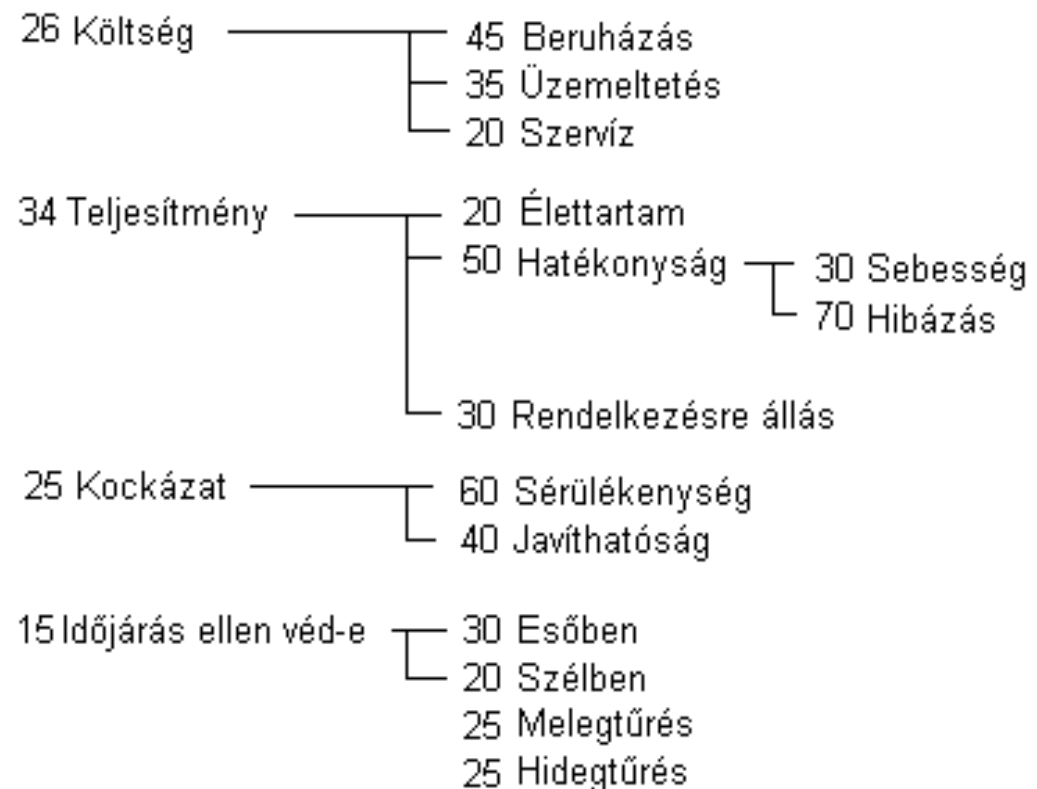 26 Költség
45 Beruházás
35 Üzemeltetés
20 Szervíz
34 Teljesítmény
20 Élettartam
50 Hatékonyság
30 Sebesség
70 Hibázás
30 Rendelkezésre állás
25 Kockázat
60 Sérülékenység
40 Javíthatóság
15 Időjárás ellen véd-e
30 Esőben
20 Szélben
25 Melegtűrés
25 Hidegtűrés